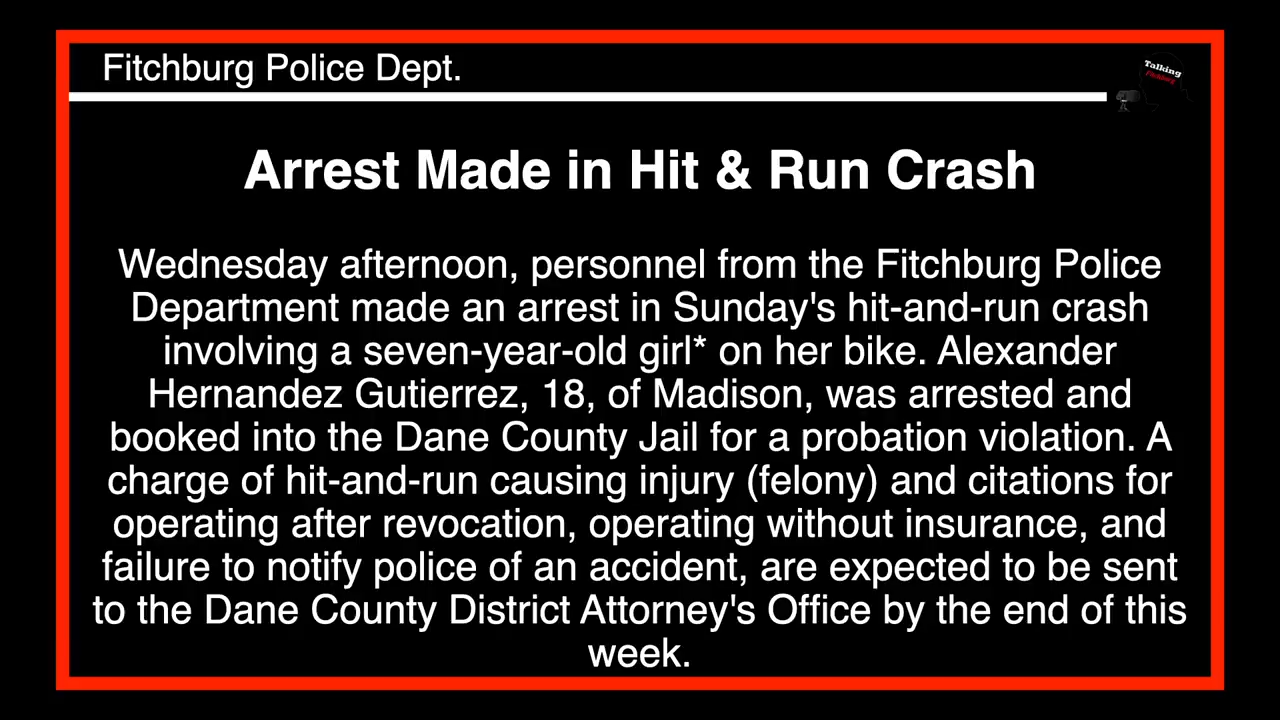 Fitchburg Police Dept.
Talking
Fitchburg
Arrest Made in Hit & Run Crash
Wednesday afternoon, personnel from the Fitchburg Police
Department made an arrest in Sunday's hit-and-run crash
involving a seven-year-old girl* on her bike. Alexander
Hernandez Gutierrez, 18, of Madison, was arrested and
booked into the Dane County Jail for a probation violation. A
charge of hit-and-run causing injury (felony) and citations for
operating after revocation, operating without insurance, and
failure to notify police of an accident, are expected to be sent
to the Dane County District Attorney's Office by the end of this
week.